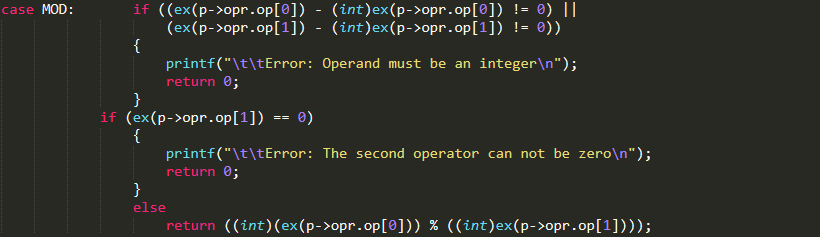 case MOD: if ((ex(p->opr.op[0]) - (int)ex(p->opr.op[0]) != 0) ||
(ex(p->opr.op[1]) - (int)ex(p->opr.op[1]) != 0))
{
printf("\t\tError: Operand must be an integer\n");
return 0;
}
if (ex(p->opr.op[1]) == 0)
{
printf("\t\tError: The second operator can not be zero\n");
return 0;
}
else
return ((int)(ex(p->opr.op[0])) % ((int)ex(p->opr.op[1])));